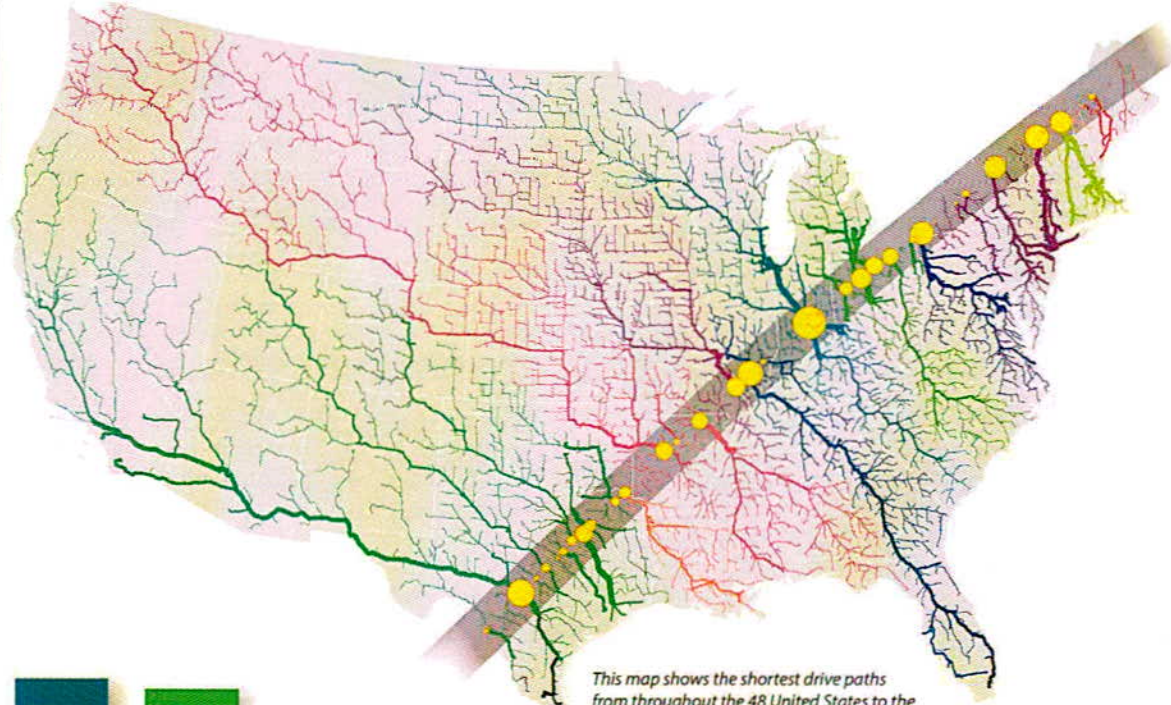 This map shows the shortest drive paths
from throughout the 48 United States to the